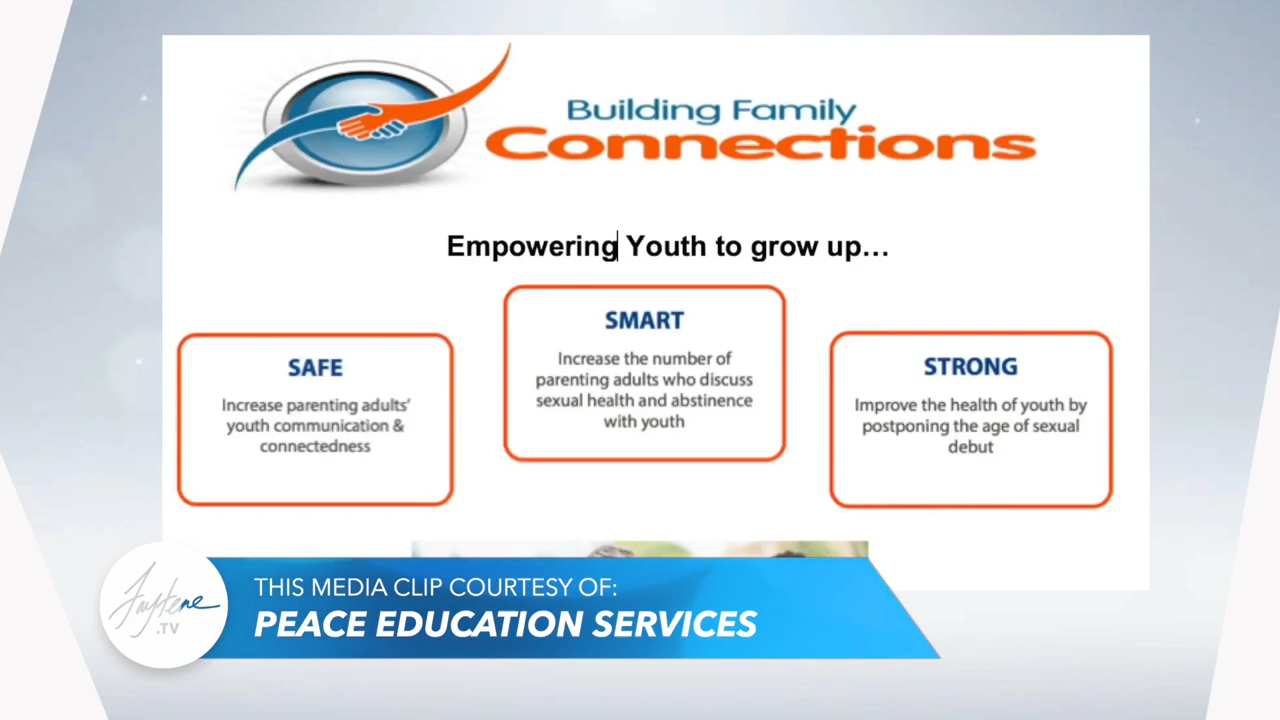 Building Family
Connections
Empowering Youth to grow up...
SAFE
Increase parenting adults'
youth communication &
connectedness
SMART
Increase the number of
parenting adults who discuss
sexual health and abstinence
with youth
STRONG
Improve the health of youth by
postponing the age of sexual
debut
Faytene
.TV
THIS MEDIA CLIP COURTESY OF:
PEACE EDUCATION SERVICES